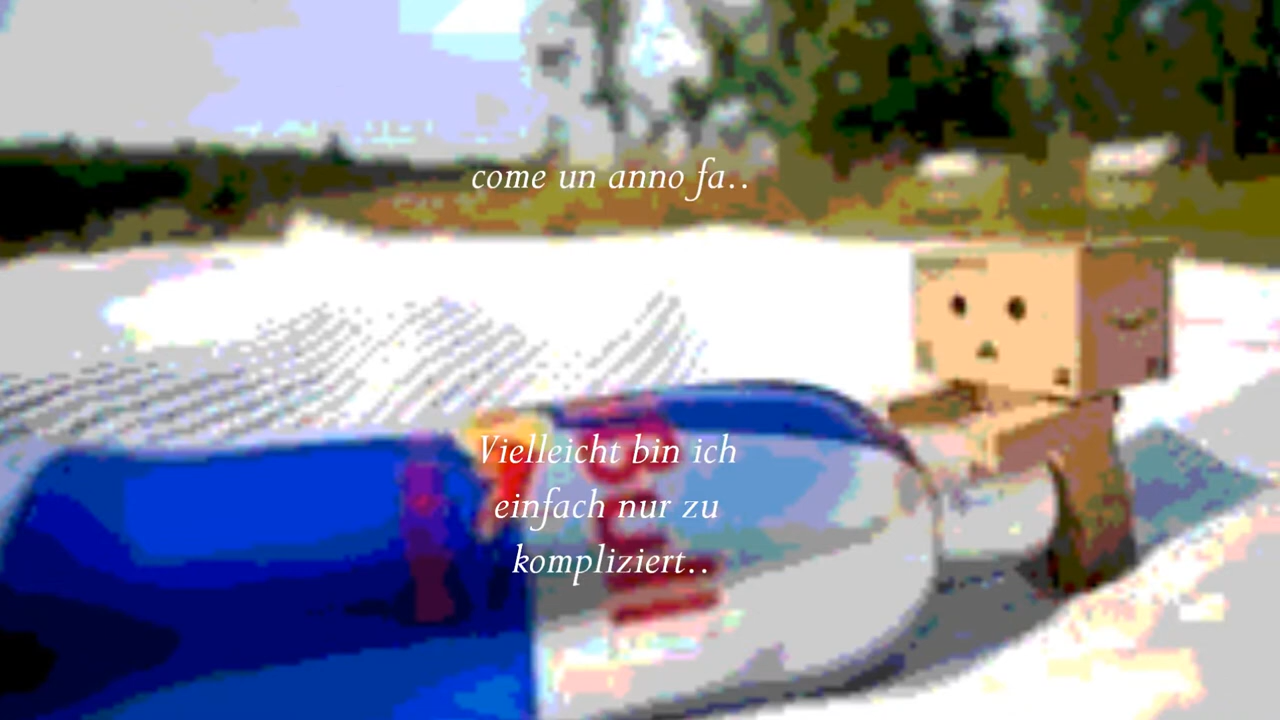 come un anno fa..
Vielleicht bin ich
einfach nur zu
kompliziert..